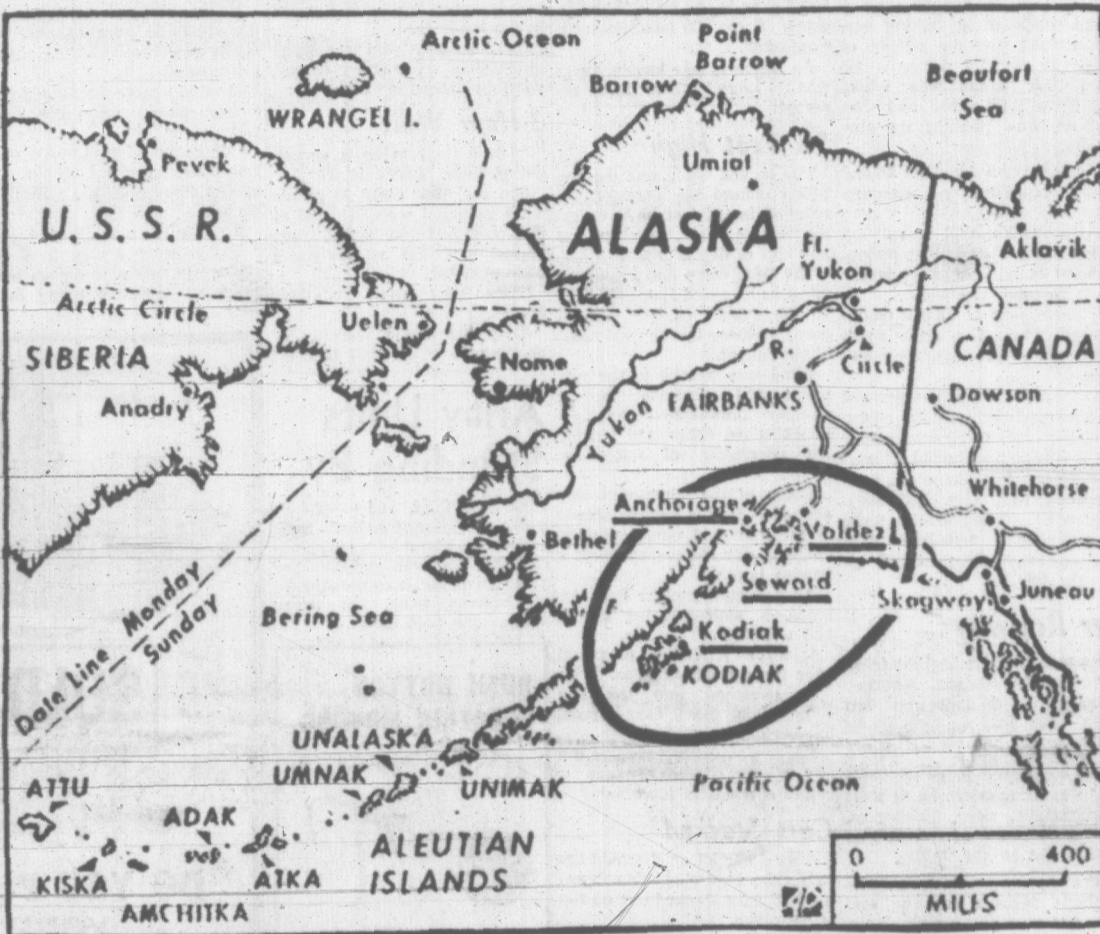 Arctic Ocean
Point
Barrow
Barrow
Beaufort
Sea
WRANGEL I.
Pevek
Umiat
U. S. S. R.
ALASKA
Ft.
Yukon
Aklavik
Arctic Circle
Uelen
SIBERIA
Nome
R.
Circle
CANADA
Anadry
Yukon
FAIRBANKS
Dawson
Anchorage
Whitehorse
Bethel
Valdez
Seward
Skagway
Juneau
Date Line
Monday
Sunday
Bering Sea
Kodiak
KODIAK
UNALASKA
UMNAK
UNIMAK
Pacific Ocean
ATTU
ADAK
KISKA
ATKA
AMCHITKA
ALEUTIAN
ISLANDS
0 400
MILES